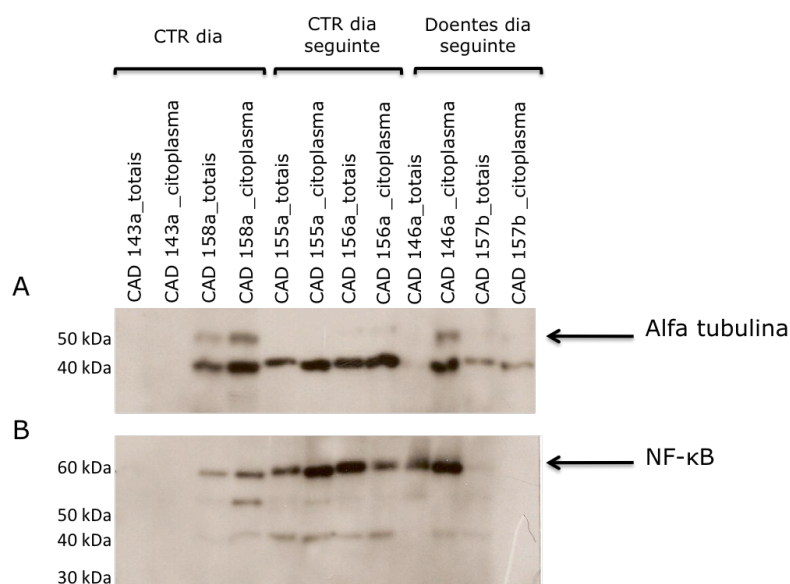 CTR dia
CTR dia
seguinte
Doentes dia
seguinte
CAD 143a_totais
CAD 143a _citoplasma
CAD 158a_totais
CAD 158a _citoplasma
CAD 155a_totais
CAD 155a_citoplasma
CAD 156a_totais
CAD 156a _citoplasma
CAD 146a_totais
CAD 146a _citoplasma
CAD 157b_totais
CAD 157b _citoplasma
A
50 kDa
40 kDa
Alfa tubulina
B
60 kDa
50 kDa
40 kDa
30 kDa
NF-κB